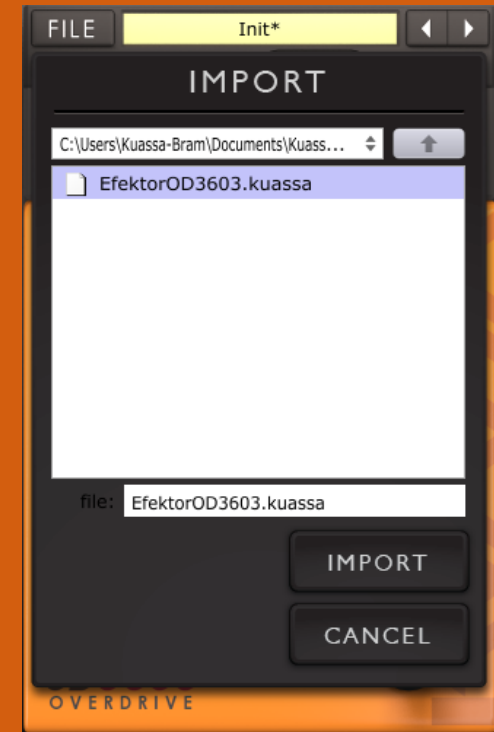 FILE Init*
IMPORT
C:\Users\Kuassa-Bram\Documents\Kuass...
EfektorOD3603.kuassa
file: EfektorOD3603.kuassa
IMPORT
CANCEL
OVERDRIVE